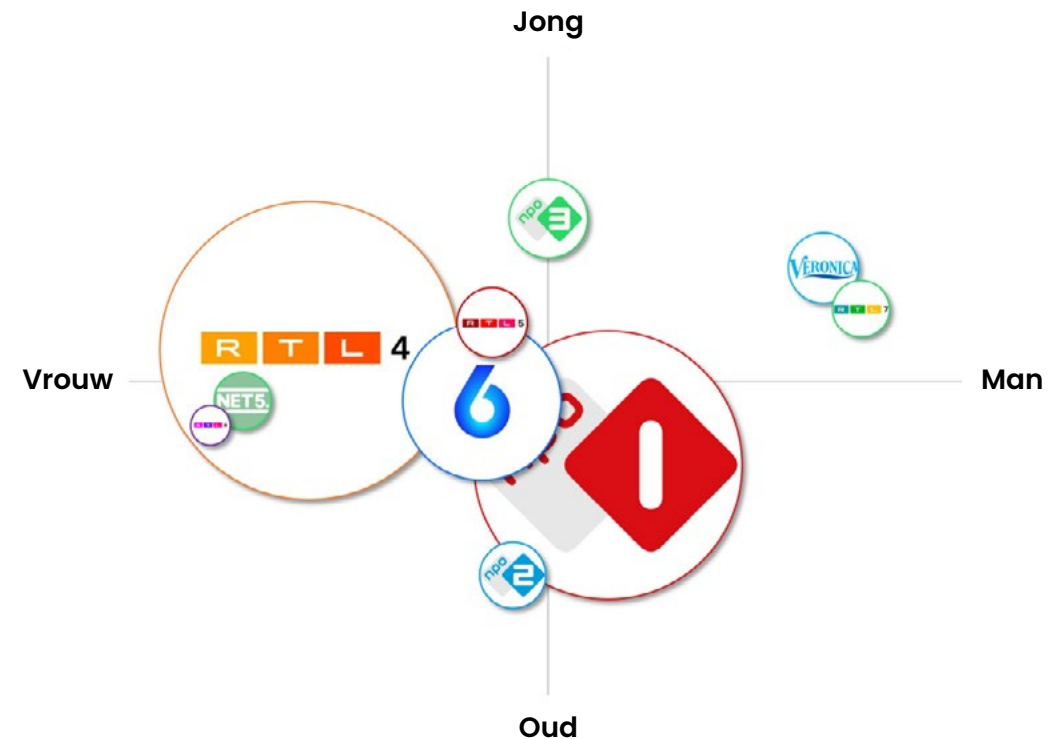 Jong
npo 3
VERONICA
RTL 5
RTL 7
RTL 4
Vrouw
Man
NET5.
6
npo 1
npo 2
Oud